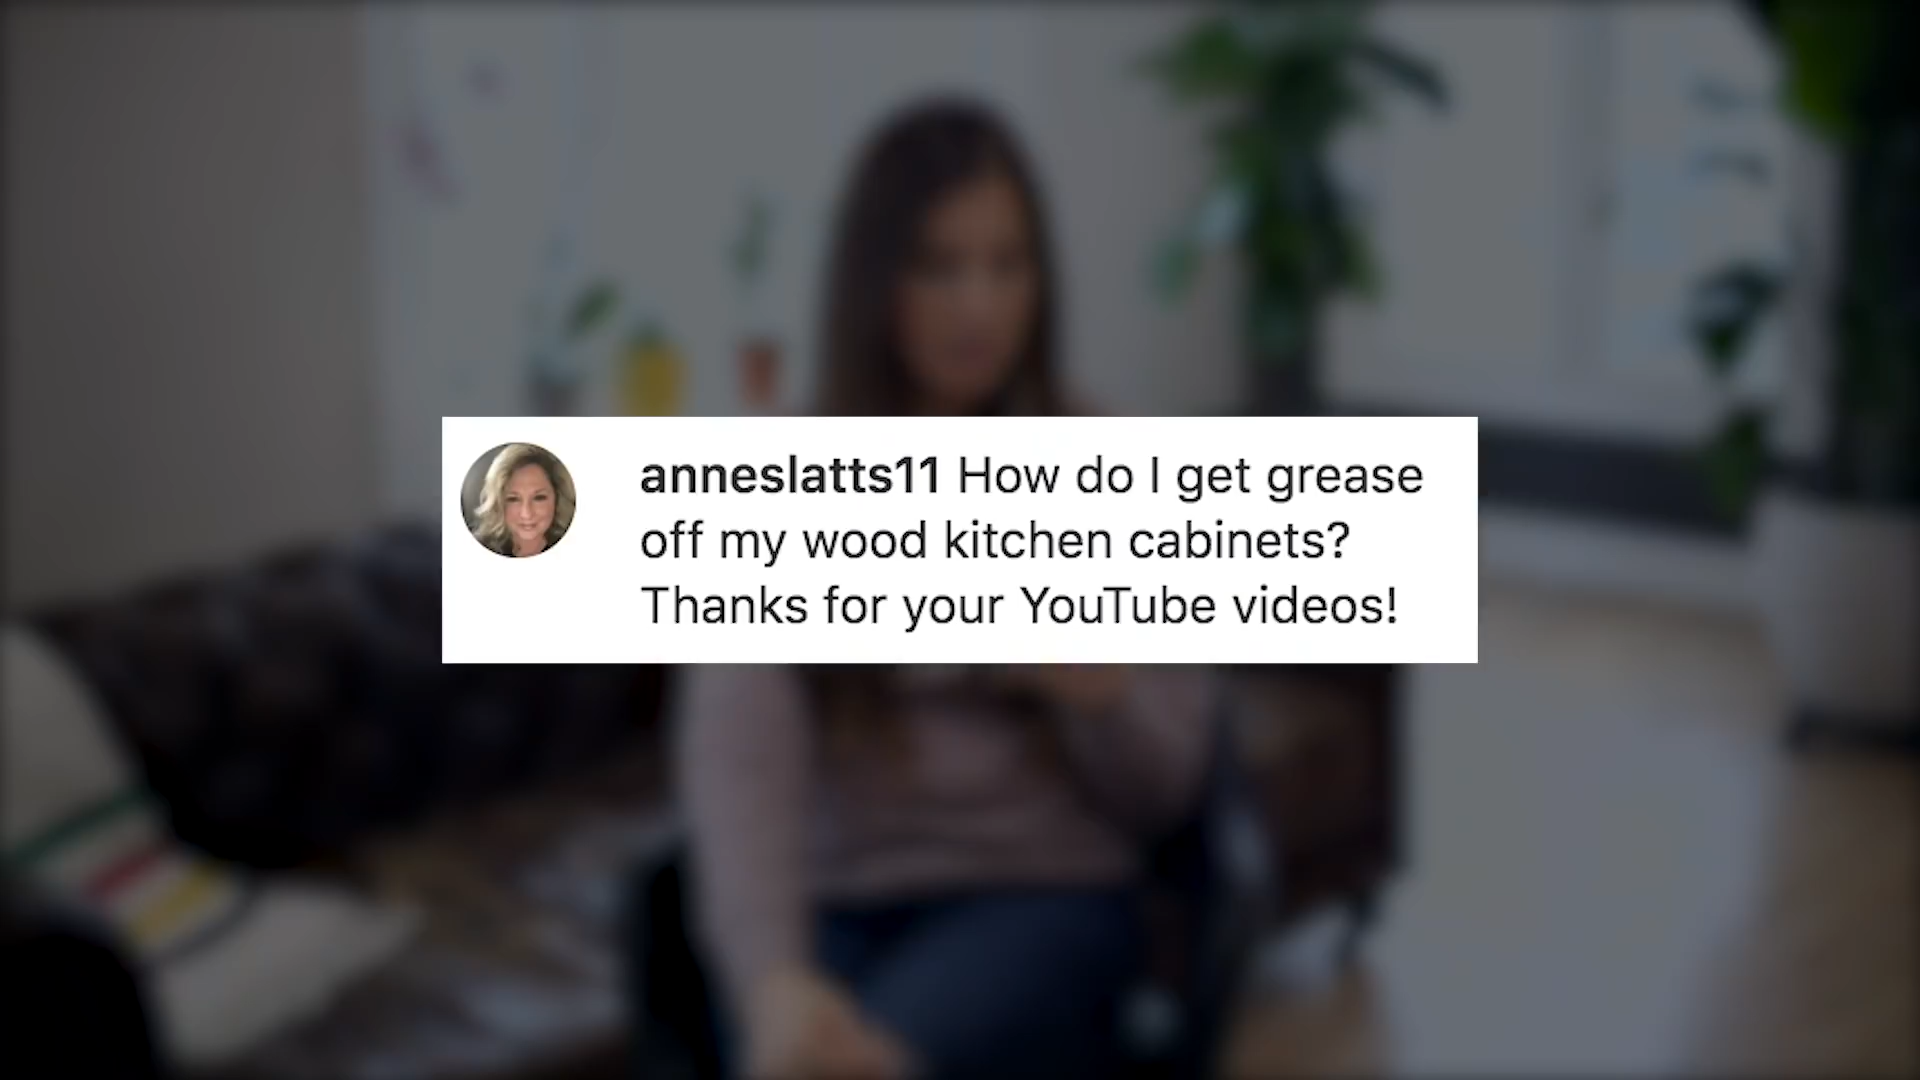 anneslatts11 How do I get grease
off my wood kitchen cabinets?
Thanks for your YouTube videos!